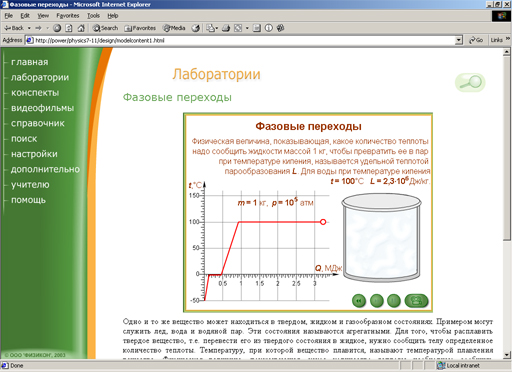 Фазовые переходы - Microsoft Internet Explorer
File Edit View Favorites Tools Help
Back Search Favorites Media
Address http://power/physics7-11/design/modelcontent1.html Go Links »
главная
лаборатории
конспекты
видеофильмы
справочник
поиск
настройки
дополнительно
учителю
помощь
Лаборатории
Фазовые переходы
Фазовые переходы
Физическая величина, показывающая, какое количество теплоты
надо сообщить жидкости массой 1 кг, чтобы превратить ее в пар
при температуре кипения, называется удельной теплотой
парообразования L. Для воды при температуре кипения
t = 100°C L = 2,3·10⁶ Дж/кг.
t,°C
m = 1 кг, p = 10⁵ атм
150
100
50
0
-50
0.5 1 1.5 2 2.5 3
Q, МДж
Одно и то же вещество может находиться в твердом, жидком и газообразном состояниях. Примером могут
служить лед, вода и водяной пар. Эти состояния называются агрегатными. Для того, чтобы расплавить
твердое вещество, т.е. перевести его из твердого состояния в жидкое, нужно сообщить телу определенное
количество теплоты. Температуру, при которой вещество плавится, называют температурой плавления
© ООО "ФИЗИКОН", 2003
Done Local intranet